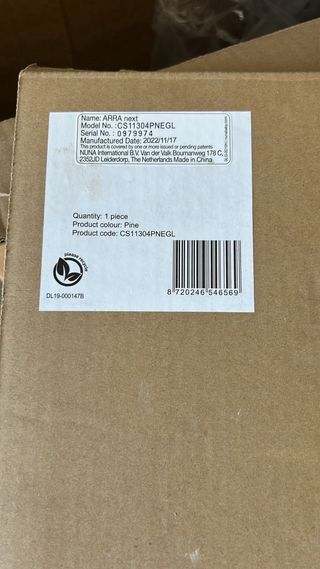 Name: ARRA next
Model No. :CS11304PNEGL
Serial No. : 0979974
Manufactured Date: 2022/11/17
This product is covered by one or more issued or pending patents
NUNA International B.V. Van der Valk Boumanweg 178 C,
2352JD Leiderdorp, The Netherlands Made in China
Quantity: 1 piece
Product colour: Pine
Product code: CS11304PNEGL
please recycle
DL19-000147B
8 720246 546569